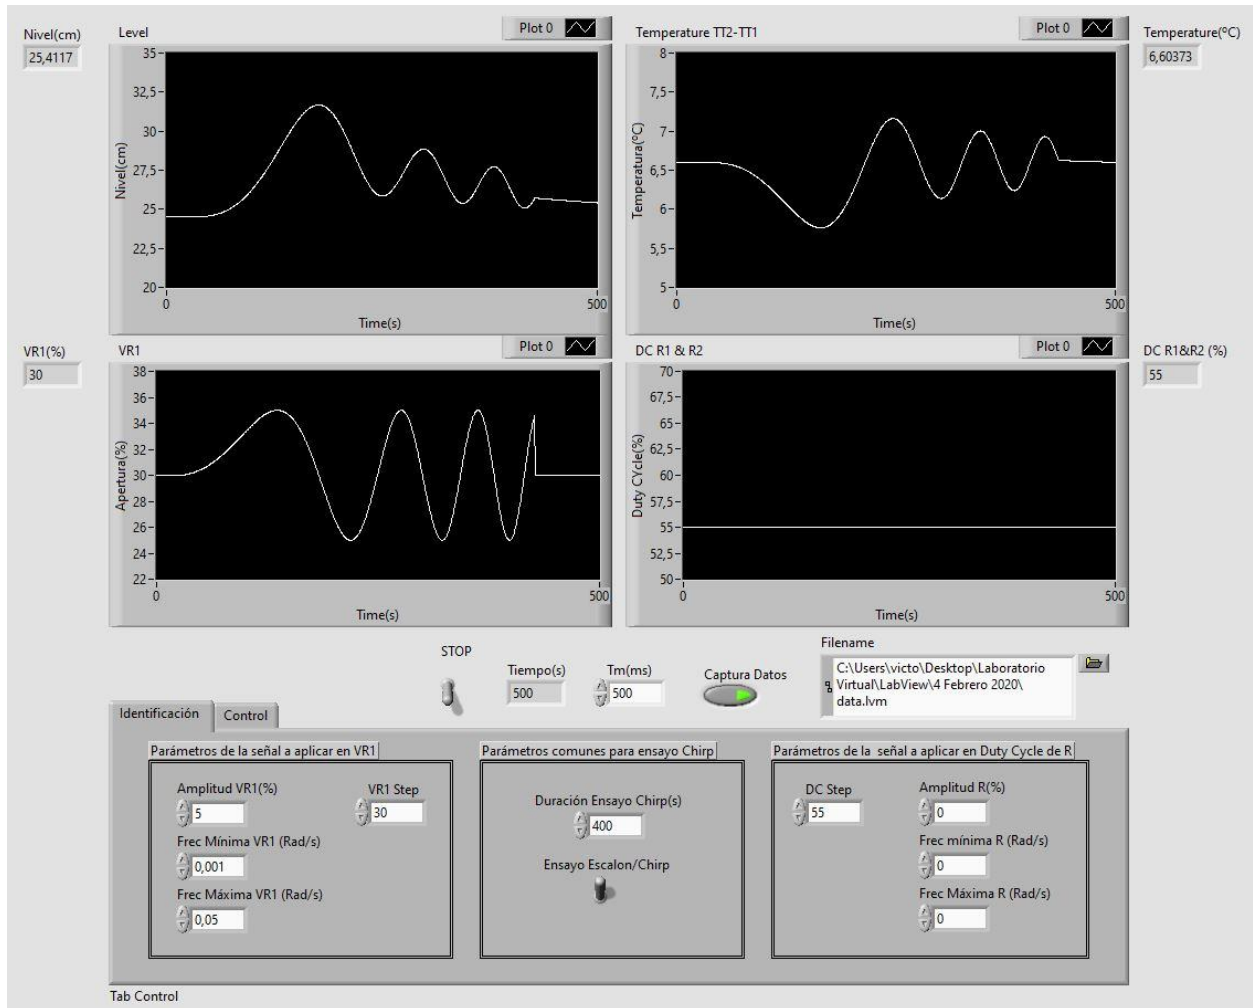 Nivel(cm)
25,4117
Level
Plot 0
35
32,5
30
27,5
25
22,5
20
Nivel(cm)
0
500
Time(s)
Temperature TT2-TT1
Plot 0
8
7,5
7
6,5
6
5,5
5
Temperatura(ºC)
0
500
Time(s)
Temperature(ºC)
6,60373
VR1(%)
30
VR1
Plot 0
38
36
34
32
30
28
26
24
22
Apertura(%)
0
500
Time(s)
DC R1 & R2
Plot 0
70
67,5
65
62,5
60
57,5
55
52,5
50
Duty CYcle(%)
0
500
Time(s)
DC R1&R2 (%)
55
STOP
Tiempo(s)
500
Tm(ms)
500
Captura Datos
Filename
C:\Users\victo\Desktop\Laboratorio
Virtual\LabView\4 Febrero 2020\
data.lvm
Identificación
Control
Parámetros de la señal a aplicar en VR1
Amplitud VR1(%)
5
VR1 Step
30
Frec Mínima VR1 (Rad/s)
0,001
Frec Máxima VR1 (Rad/s)
0,05
Parámetros comunes para ensayo Chirp
Duración Ensayo Chirp(s)
400
Ensayo Escalon/Chirp
Parámetros de la  señal a aplicar en Duty Cycle de R
DC Step
55
Amplitud R(%)
0
Frec mínima R (Rad/s)
0
Frec Máxima R (Rad/s)
0
Tab Control